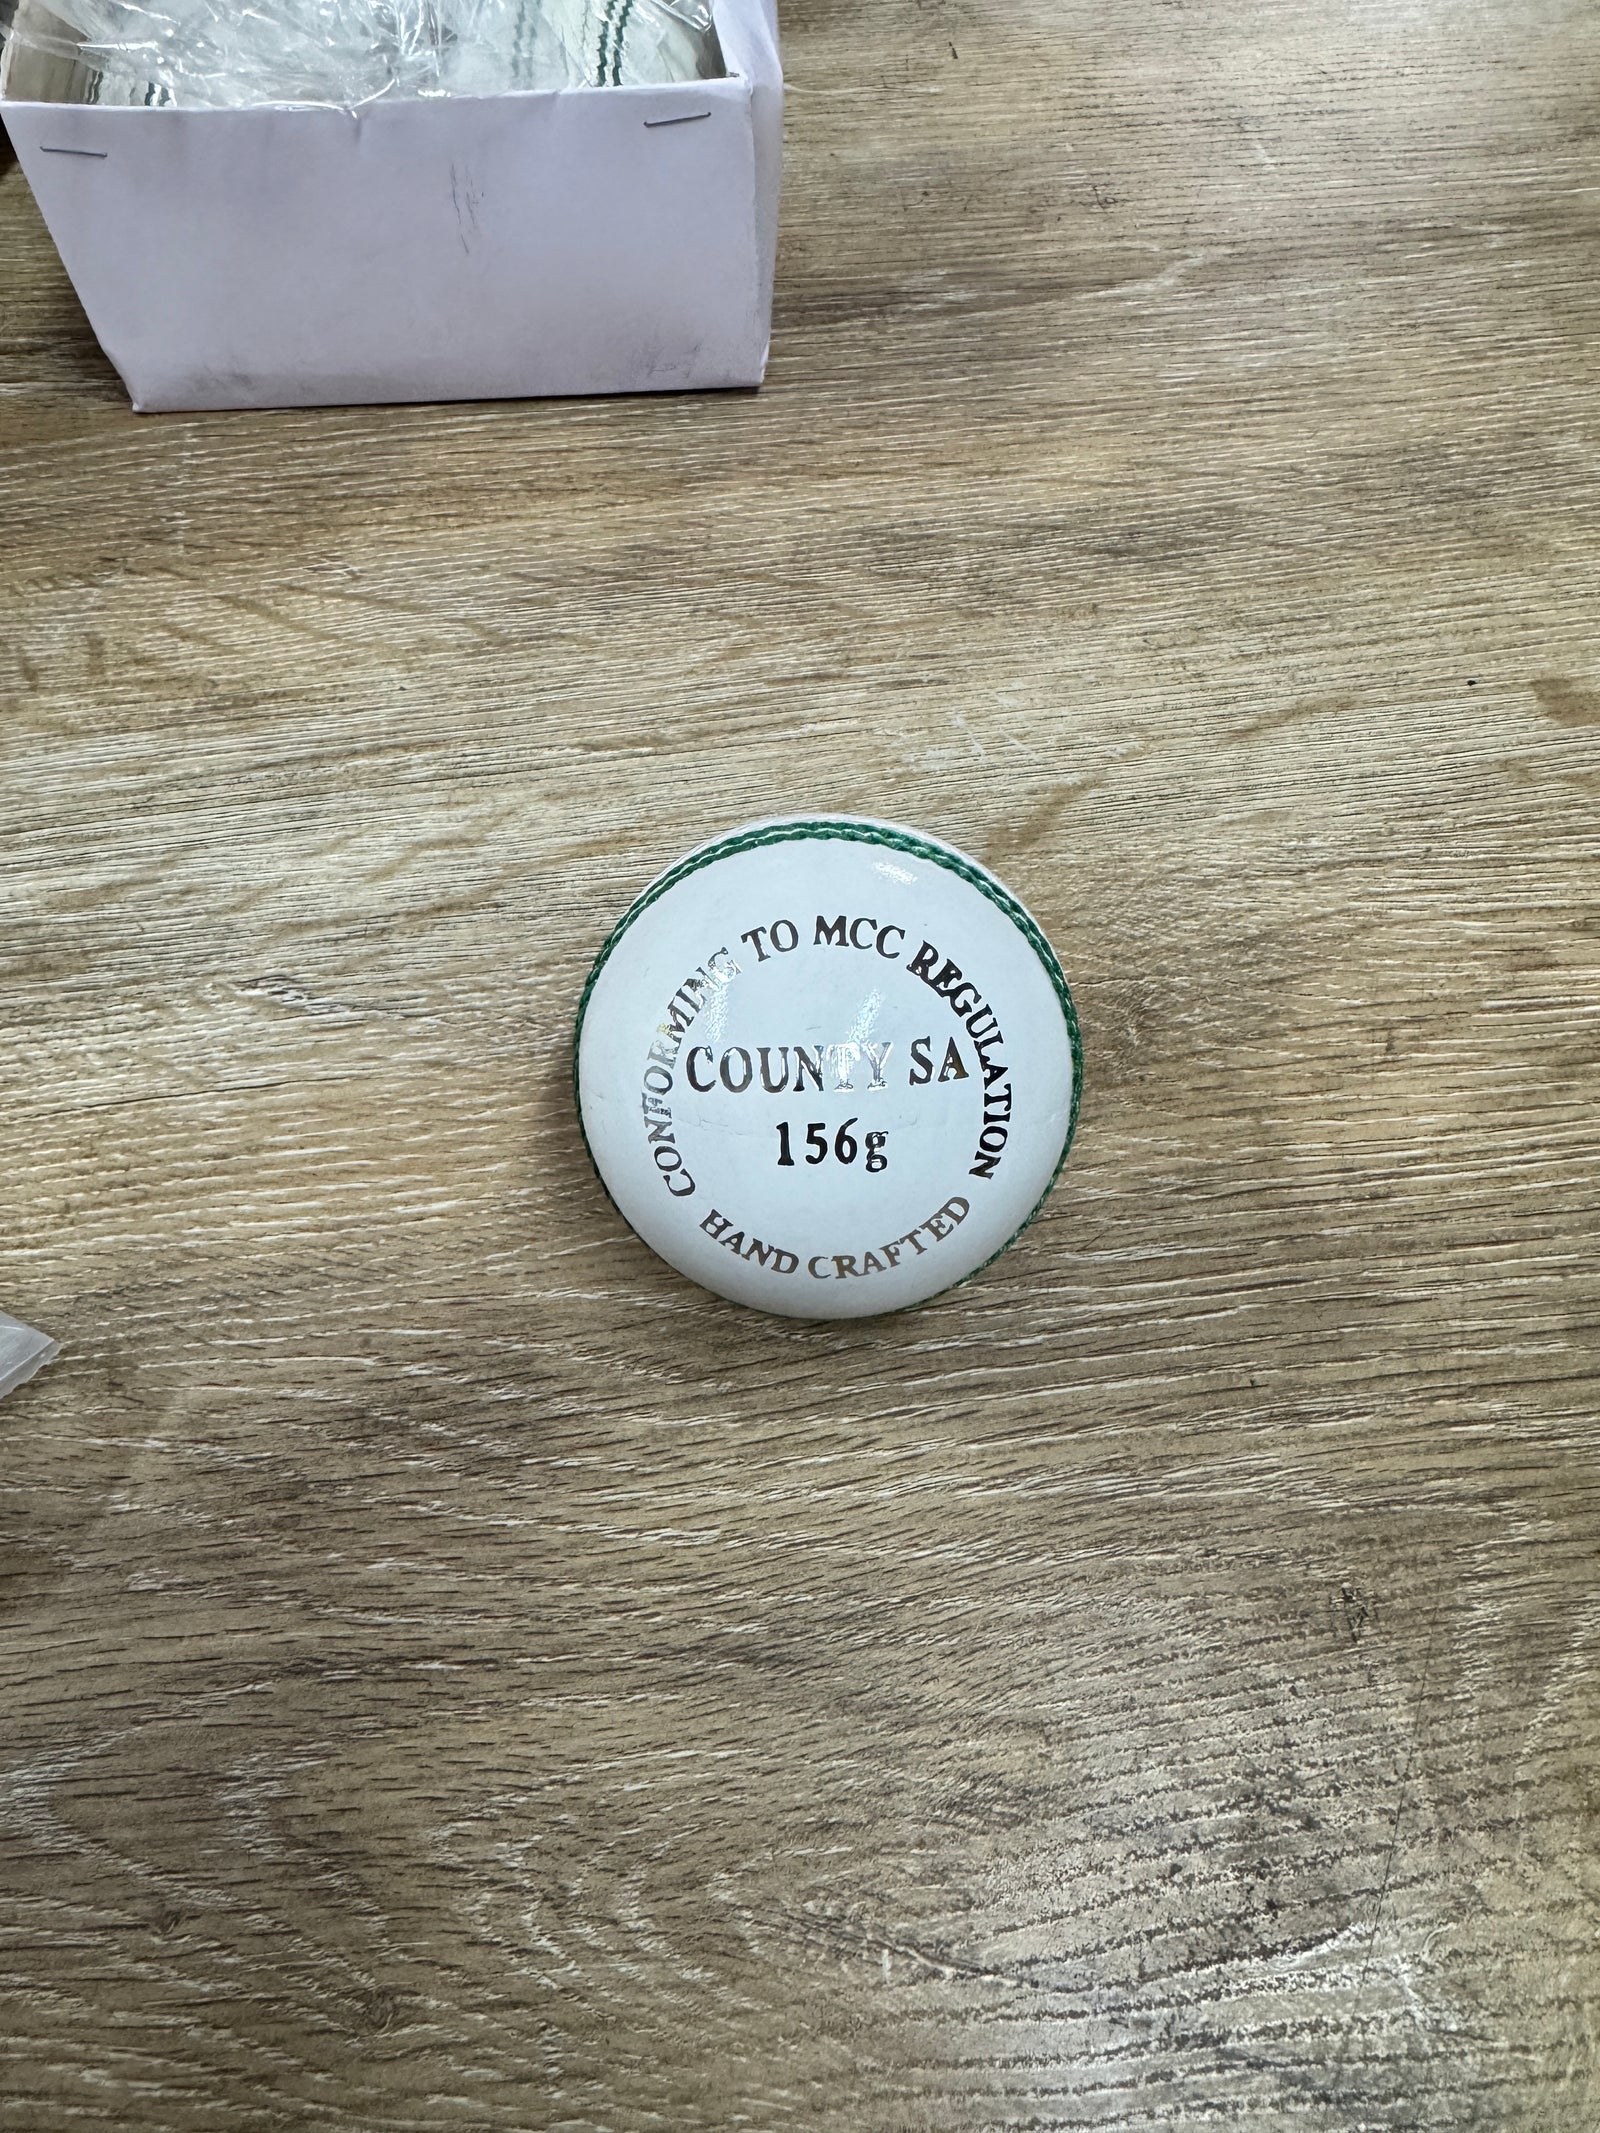 CONFORMING TO MCC REGULATION
COUNTY SA
156g
HAND CRAFTED